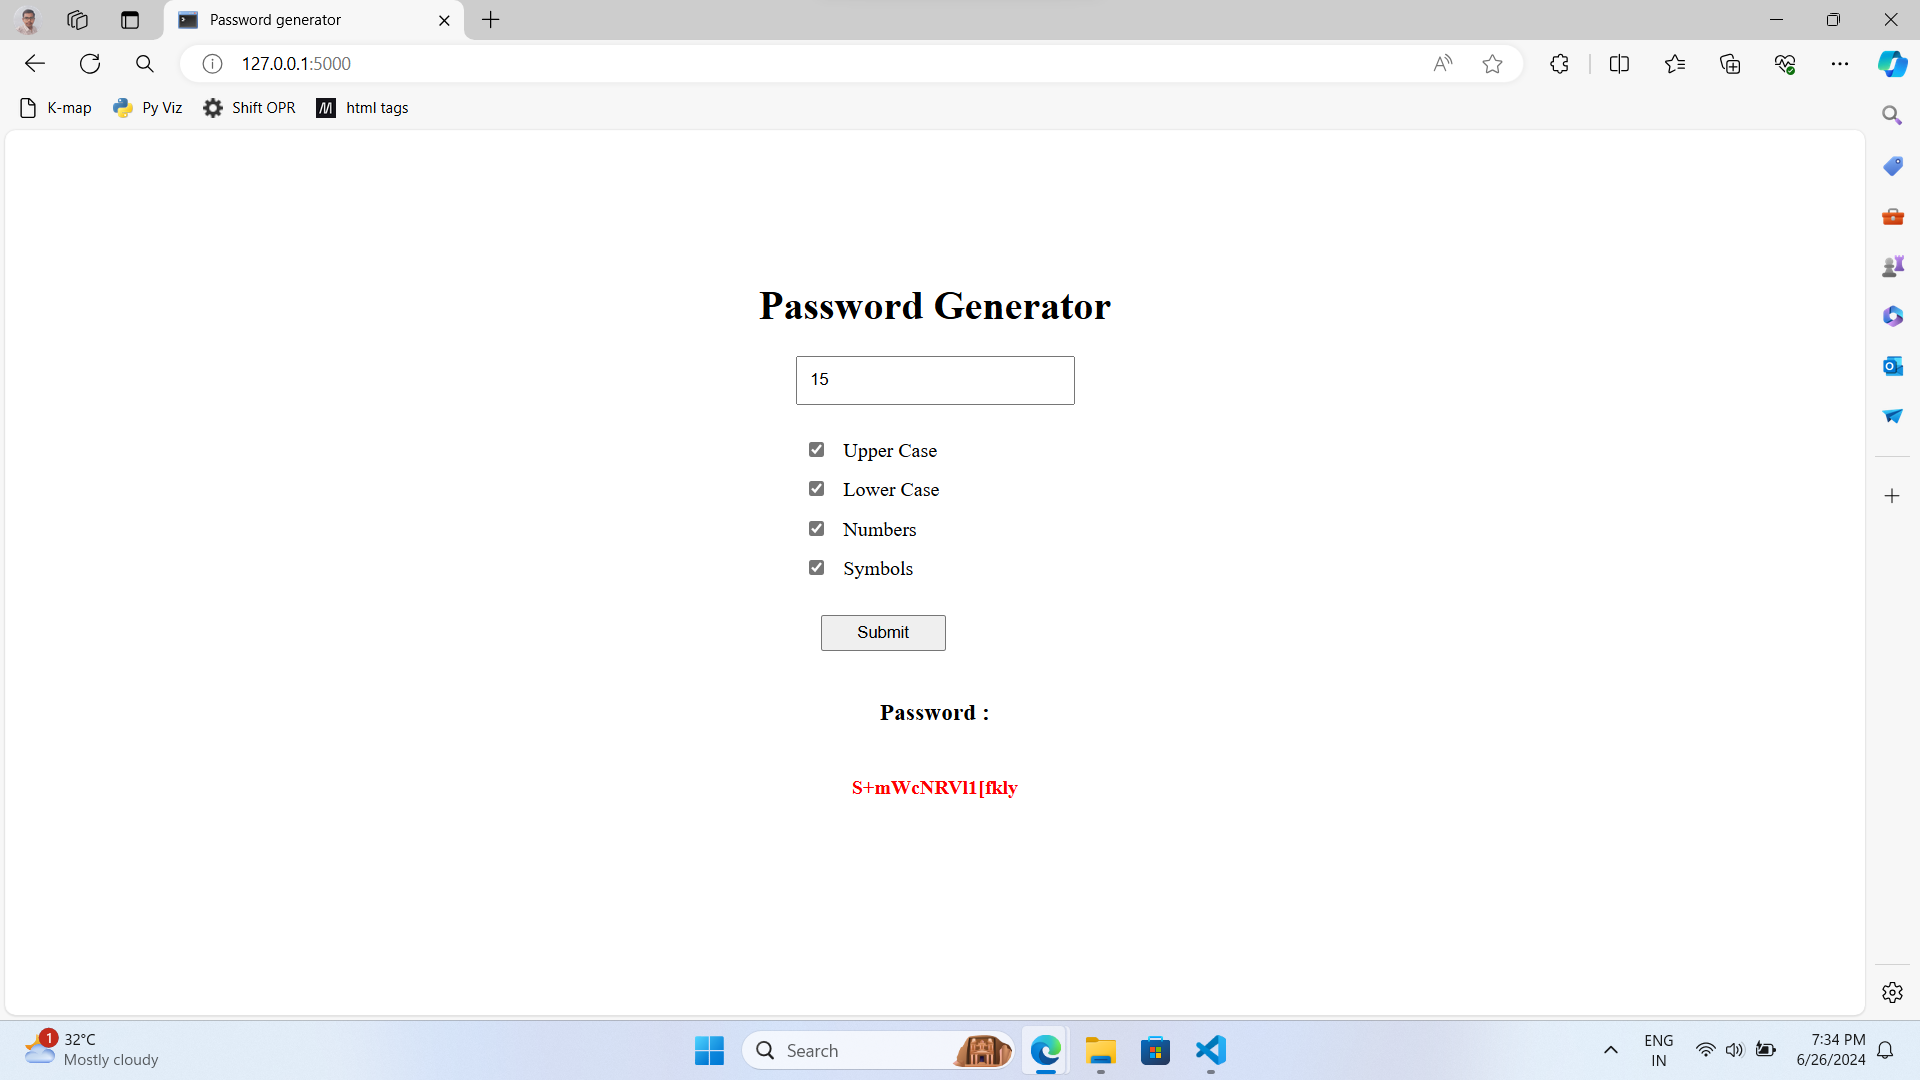 Password generator
127.0.0.1:5000
K-map
Py Viz
Shift OPR
html tags
Password Generator
15
Upper Case
Lower Case
Numbers
Symbols
Submit
Password :
S+mWcNRVl1[fkly
1
32°C
Mostly cloudy
Search
ENG
IN
7:34 PM
6/26/2024